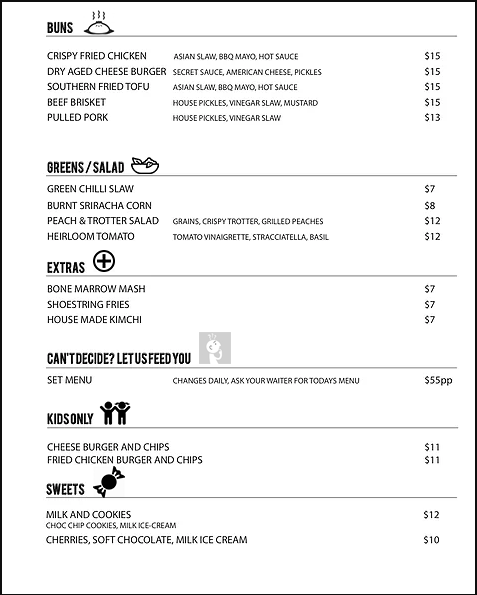 BUNS
CRISPY FRIED CHICKEN ASIAN SLAW, BBQ MAYO, HOT SAUCE $15
DRY AGED CHEESE BURGER SECRET SAUCE, AMERICAN CHEESE, PICKLES $15
SOUTHERN FRIED TOFU ASIAN SLAW, BBQ MAYO, HOT SAUCE $15
BEEF BRISKET HOUSE PICKLES, VINEGAR SLAW, MUSTARD $15
PULLED PORK HOUSE PICKLES, VINEGAR SLAW $13
GREENS / SALAD
GREEN CHILLI SLAW $7
BURNT SRIRACHA CORN $8
PEACH & TROTTER SALAD GRAINS, CRISPY TROTTER, GRILLED PEACHES $12
HEIRLOOM TOMATO TOMATO VINAIGRETTE, STRACCIATELLA, BASIL $12
EXTRAS
BONE MARROW MASH $7
SHOESTRING FRIES $7
HOUSE MADE KIMCHI $7
CAN'T DECIDE? LET US FEED YOU
SET MENU CHANGES DAILY, ASK YOUR WAITER FOR TODAYS MENU $55pp
KIDS ONLY
CHEESE BURGER AND CHIPS $11
FRIED CHICKEN BURGER AND CHIPS $11
SWEETS
MILK AND COOKIES $12
CHOC CHIP COOKIES, MILK ICE-CREAM
CHERRIES, SOFT CHOCOLATE, MILK ICE CREAM $10